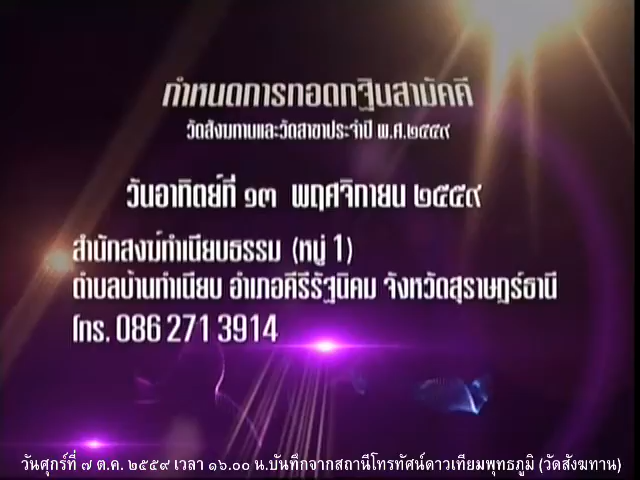 กำหนดการทอดกฐินสามัคคี
วัดสังฆทานและวัดสาขาประจำปี พ.ศ.๒๕๕๙
วันอาทิตย์ที่ ๑๓ พฤศจิกายน ๒๕๕๙
สำนักสงฆ์ทำเนียบธรรม (หมู่ 1)
ตำบลบ้านทำเนียบ อำเภอคีรีรัฐนิคม จังหวัดสุราษฎร์ธานี
โทร. 086 271 3914
วันศุกร์ที่ ๗ ต.ค. ๒๕๕๙ เวลา ๑๖.๐๐ น.บันทึกจากสถานีโทรทัศน์ดาวเทียมพุทธภูมิ (วัดสังฆทาน)